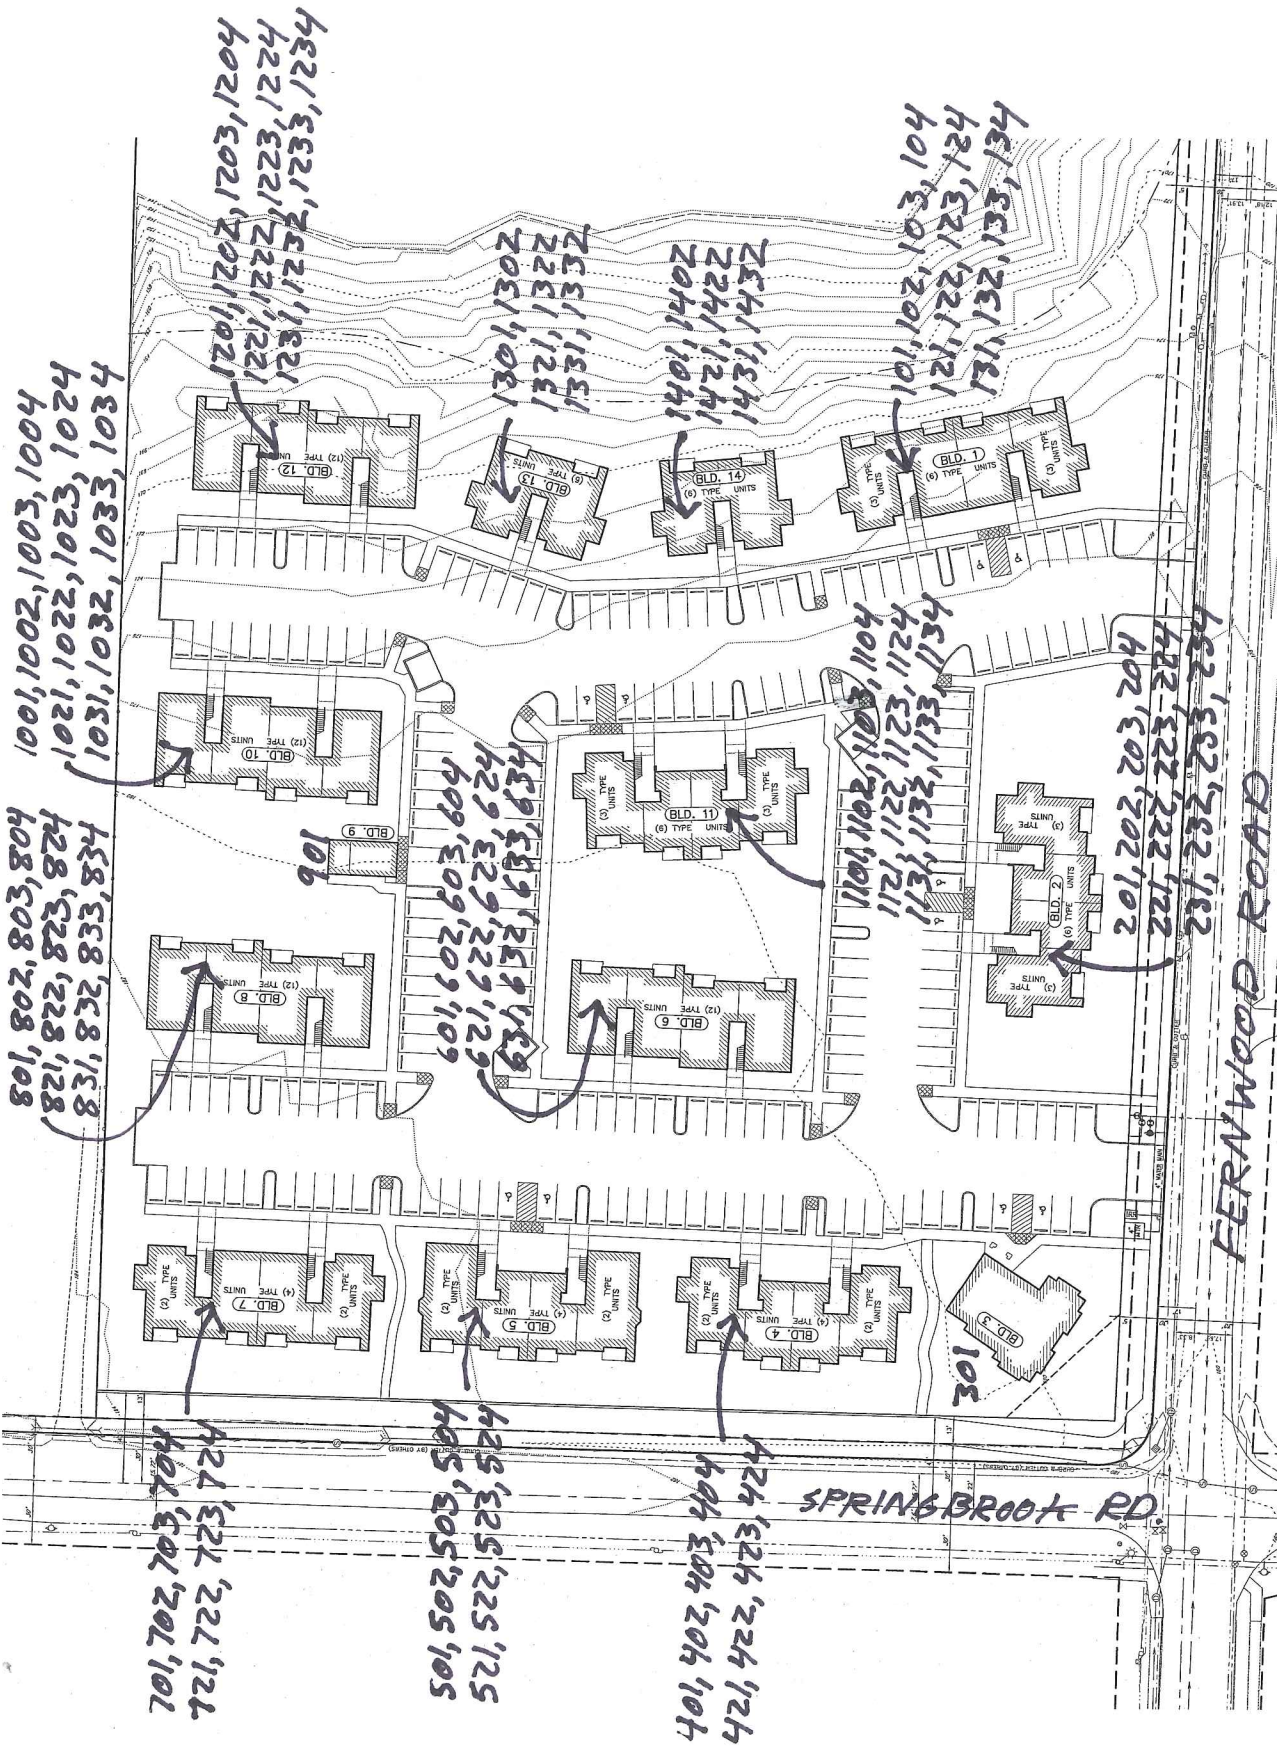 1201, 1202, 1203, 1204
1221, 1222, 1223, 1224
1231, 1232, 1233, 1234
1001, 1002, 1003, 1004
1021, 1022, 1023, 1024
1031, 1032, 1033, 1034
801, 802, 803, 804
821, 822, 823, 824
831, 832, 833, 834
701, 702, 703, 704
721, 722, 723, 724
1301, 1302
1321, 1322
1331, 1332
901
601, 602, 603, 604
621, 622, 623, 624
631, 632, 633, 634
501, 502, 503, 504
521, 522, 523, 524
1401, 1402
1421, 1422
1431, 1432
401, 402, 403, 404
421, 422, 423, 424
101, 102, 103, 104
121, 122, 123, 124
131, 132, 133, 134
1101, 1102, 1103, 1104
1121, 1122, 1123, 1124
1131, 1132, 1133, 1134
201, 202, 203, 204
221, 222, 223, 224
231, 232, 233, 234
301
SPRINGBROOK RD.
FERNWOOD ROAD
BLD. 12
(12) TYPE UN
BLD. 13
(6) TYPE
UNITS
BLD. 14
(6) TYPE UNITS
(3) TYPE
UNITS
BLD. 1
(6) TYPE UNITS
(3) TYPE
UNITS
BLD. 10
(12) TYPE
UNITS
BLD. 9
(3) TYPE
UNITS
BLD. 11
(6) TYPE UNITS
(3) TYPE
UNITS
(3) TYPE
UNITS
BLD. 2
(6) TYPE UNITS
(3) TYPE
UNITS
BLD. 8
(12) TYPE
UNITS
BLD. 6
(12) TYPE
UNITS
(2) TYPE
UNITS
BLD. 7
(4) TYPE
UNITS
(2) TYPE
UNITS
(2) TYPE
UNITS
BLD. 5
(4) TYPE
UNITS
(2) TYPE
UNITS
(2) TYPE
UNITS
BLD. 4
(4) TYPE
UNITS
(2) TYPE
UNITS
BLD. 3